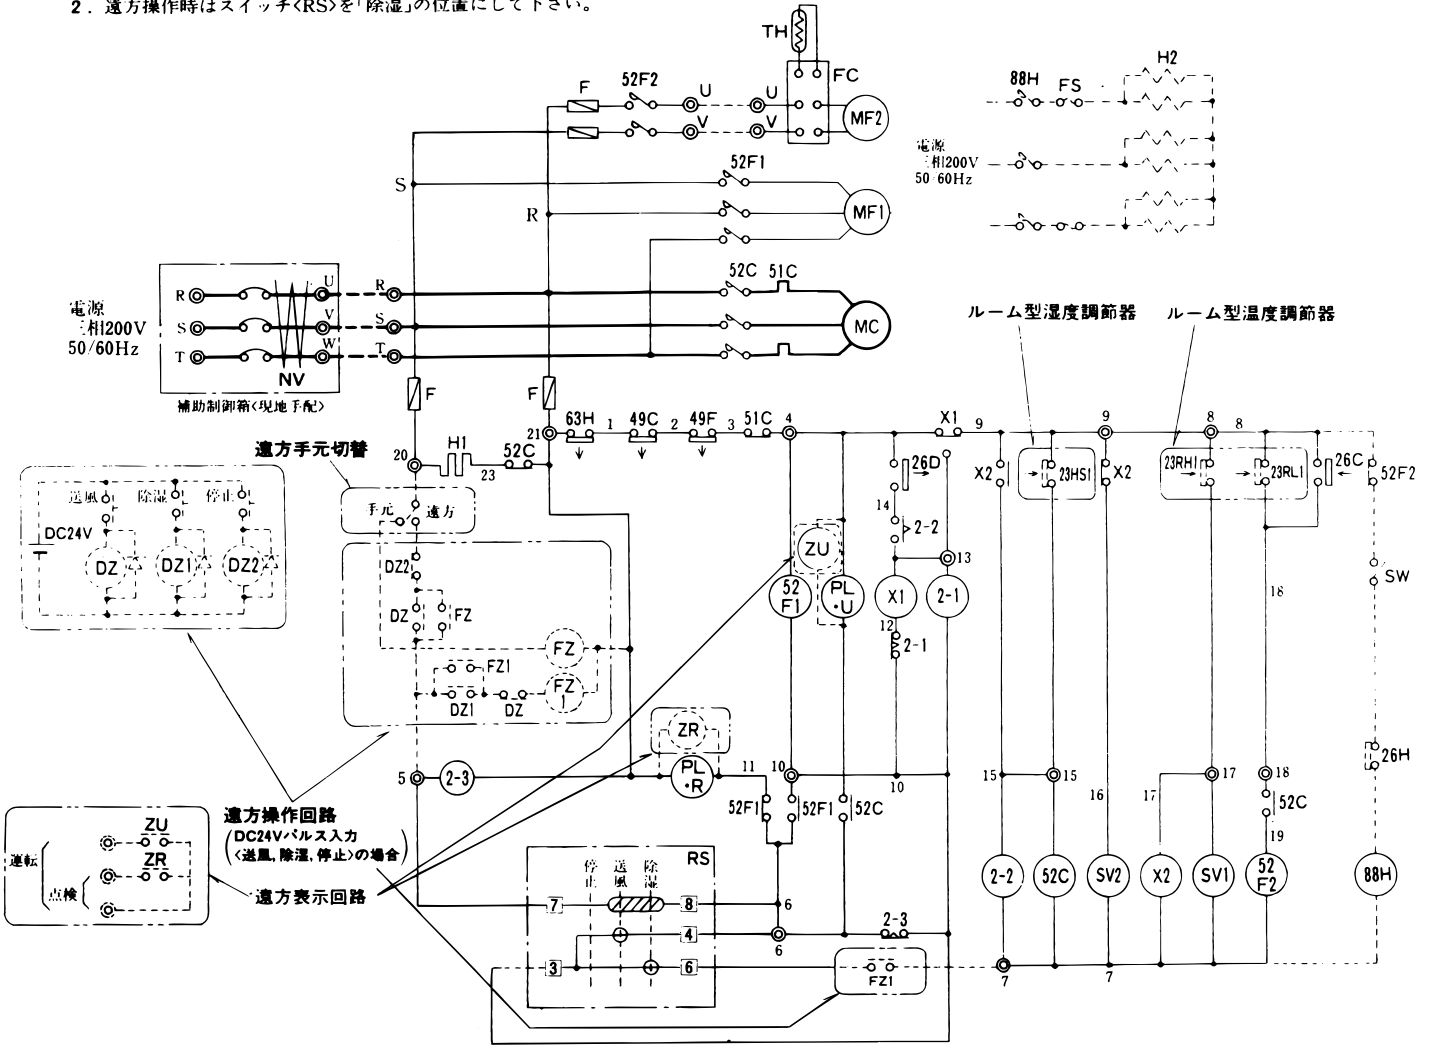 2. 遠方操作時はスイッチ<RS>を「除湿」の位置にして下さい。
TH
FC
F
52F2
U
U
V
V
MF2
88H
FS
H2
電源
三相200V
50/60Hz
52F1
S
R
MF1
52C
51C
MC
電源
三相200V
50/60Hz
R
S
T
U
V
W
R
S
T
NV
補助制御箱<現地手配>
F
F
ルーム型湿度調節器
ルーム型温度調節器
遠方手元切替
20
H1
23
52C
21
63H
1
49C
2
49F
3
51C
4
X1
9
9
8
8
手元
遠方
送風
除湿
停止
DC24V
DZ
DZ1
DZ2
DZ2
DZ
FZ
FZ
FZ1
FZ
1
DZ1
DZ
ZU
52
F1
PL
・U
26D
14
2-2
13
X1
2-1
12
2-1
X2
23HS1
X2
23RH1
23RL1
26C
52F2
18
SW
26H
ZR
PL
・R
5
2-3
11
10
10
52F1
52F1
52C
15
15
16
17
17
18
52C
19
2-2
52C
SV2
X2
SV1
52
F2
88H
遠方操作回路
(DC24Vパルス入力
<送風,除湿,停止>の場合)
遠方表示回路
運転
点検
ZU
ZR
RS
停止
送風
除湿
7
8
6
4
6
2-3
3
6
FZ1
7
7